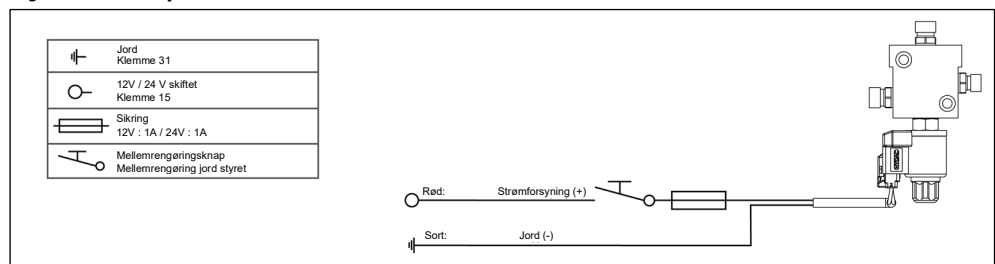 Jord
Klemme 31
12V / 24 V skiftet
Klemme 15
Sikring
12V : 1A / 24V : 1A
Mellemrengøringsknap
Mellemrengøring jord styret
Rød: Strømforsyning (+)
Sort: Jord (-)